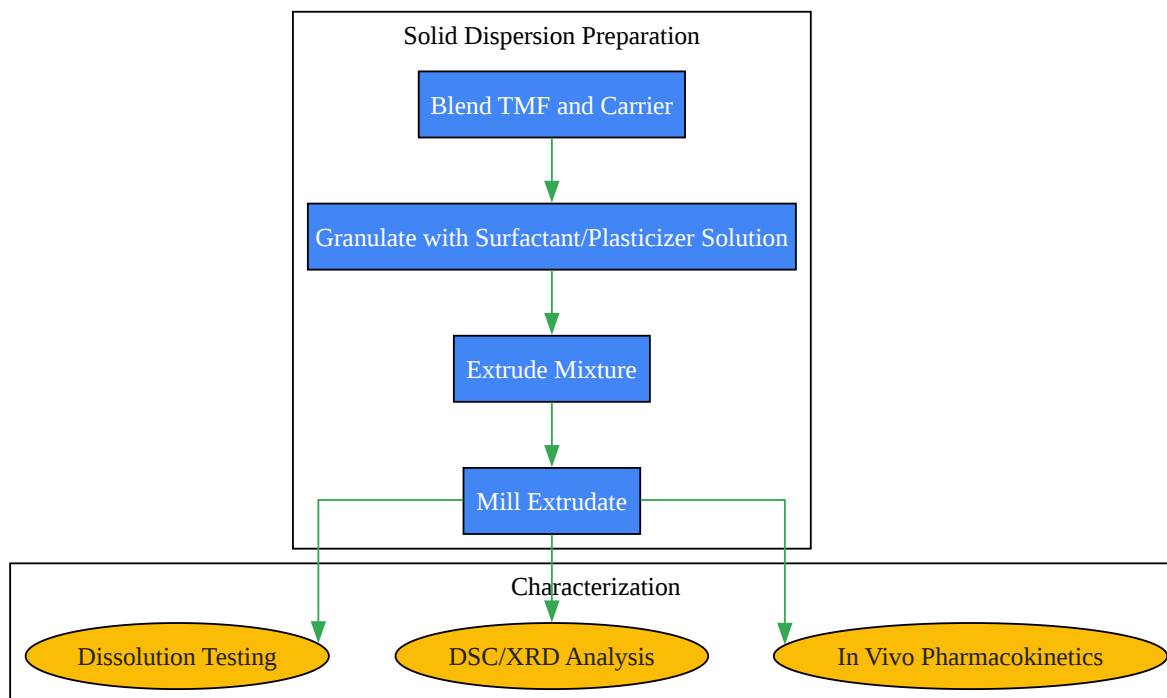 Solid Dispersion Preparation
Blend TMF and Carrier
Granulate with Surfactant/Plasticizer Solution
Extrude Mixture
Mill Extrudate
Characterization
Dissolution Testing
DSC/XRD Analysis
In Vivo Pharmacokinetics